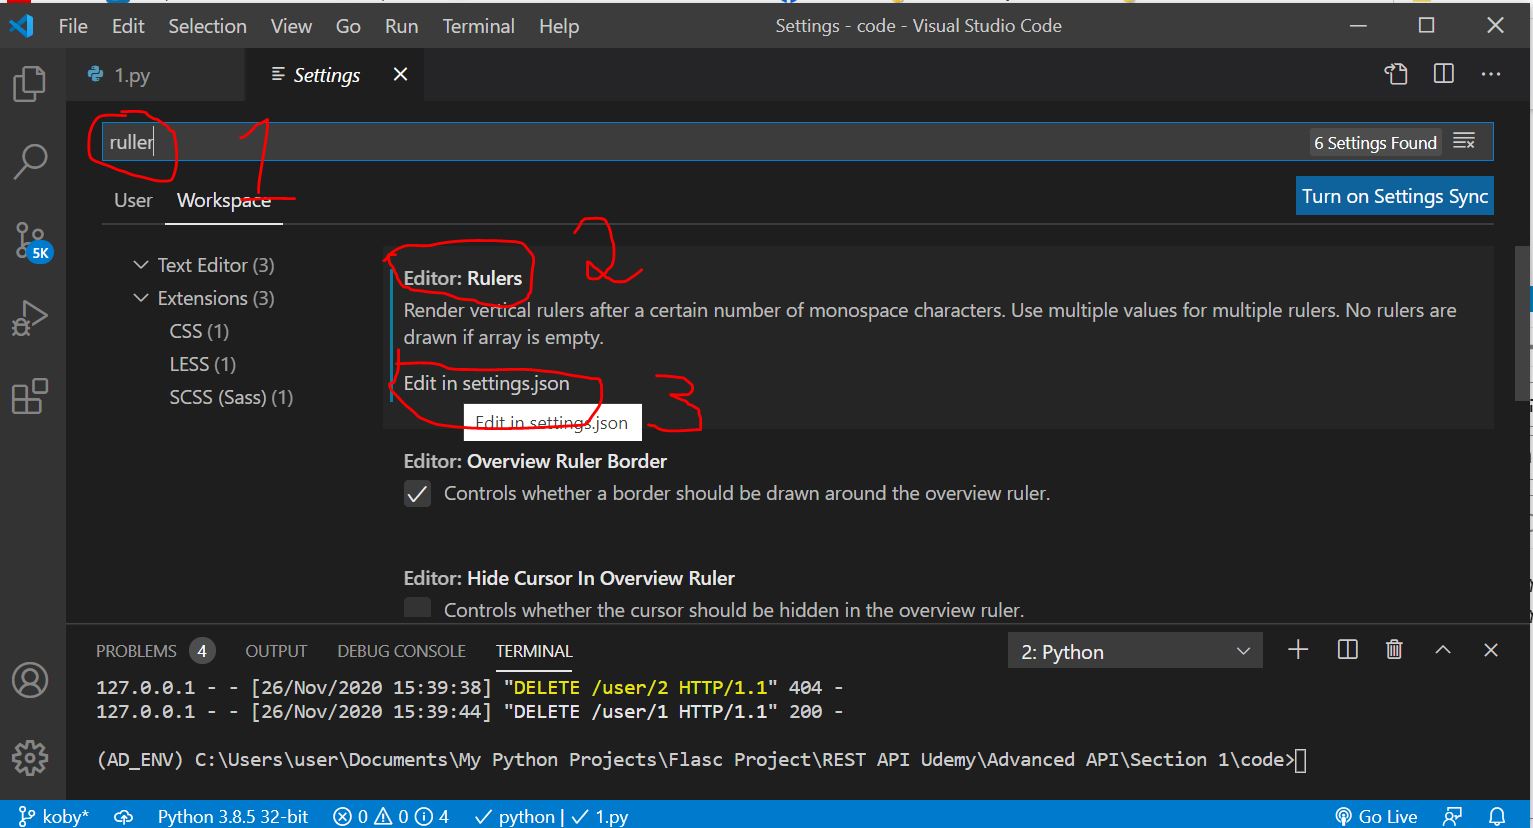 File Edit Selection View Go Run Terminal Help Settings - code - Visual Studio Code
1.py Settings
ruller 6 Settings Found
1
User Workspace Turn on Settings Sync
2
Text Editor (3)
Extensions (3)
CSS (1)
LESS (1)
SCSS (Sass) (1)
5K
Editor: Rulers
Render vertical rulers after a certain number of monospace characters. Use multiple values for multiple rulers. No rulers are
drawn if array is empty.
Edit in settings.json
3
Edit in settings.json
Editor: Overview Ruler Border
Controls whether a border should be drawn around the overview ruler.
Editor: Hide Cursor In Overview Ruler
Controls whether the cursor should be hidden in the overview ruler.
PROBLEMS 4 OUTPUT DEBUG CONSOLE TERMINAL 2: Python
127.0.0.1 - - [26/Nov/2020 15:39:38] "DELETE /user/2 HTTP/1.1" 404 -
127.0.0.1 - - [26/Nov/2020 15:39:44] "DELETE /user/1 HTTP/1.1" 200 -
(AD_ENV) C:\Users\user\Documents\My Python Projects\Flasc Project\REST API Udemy\Advanced API\Section 1\code>
koby* Python 3.8.5 32-bit 0 0 4 python | 1.py Go Live